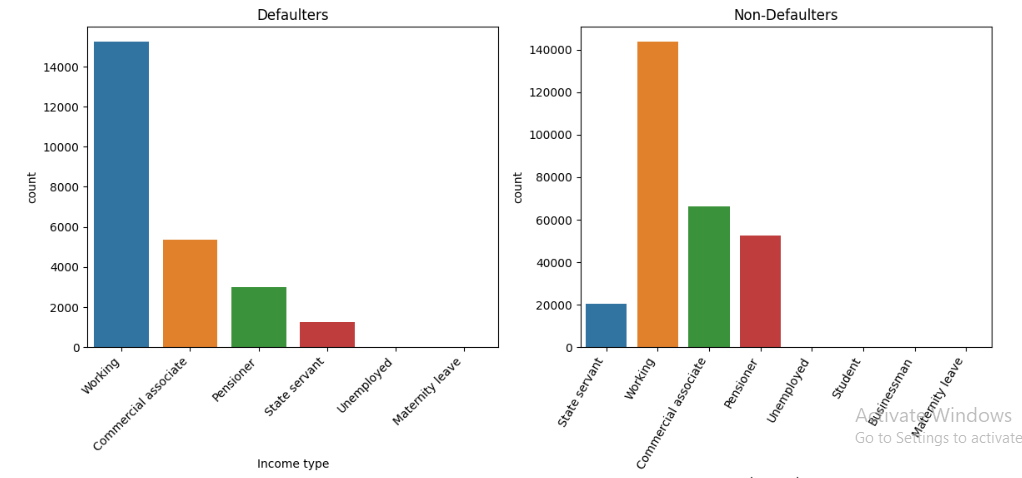 Defaulters
14000
12000
10000
8000
6000
4000
2000
0
count
Working
Commercial associate
Pensioner
State servant
Unemployed
Maternity leave
Income type
Non-Defaulters
140000
120000
100000
80000
60000
40000
20000
0
count
State servant
Working
Commercial associate
Pensioner
Unemployed
Student
Businessman
Maternity leave
Activate Windows
Go to Settings to activate